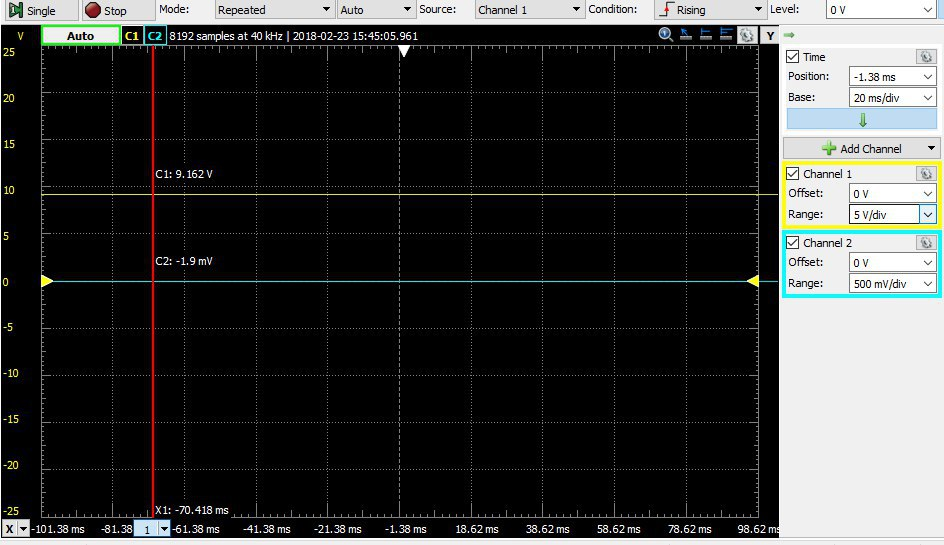 Single Stop Mode: Repeated Auto Source: Channel 1 Condition: Rising Level: 0 V
V Auto C1 C2 8192 samples at 40 kHz | 2018-02-23 15:45:05.961 Y
25
20
15
10
5
0
-5
-10
-15
-20
-25
C1: 9.162 V
C2: -1.9 mV
X1: -70.418 ms
X -101.38 ms -81.38 1 -61.38 ms -41.38 ms -21.38 ms -1.38 ms 18.62 ms 38.62 ms 58.62 ms 78.62 ms 98.62 ms
Time
Position: -1.38 ms
Base: 20 ms/div
Add Channel
Channel 1
Offset: 0 V
Range: 5 V/div
Channel 2
Offset: 0 V
Range: 500 mV/div